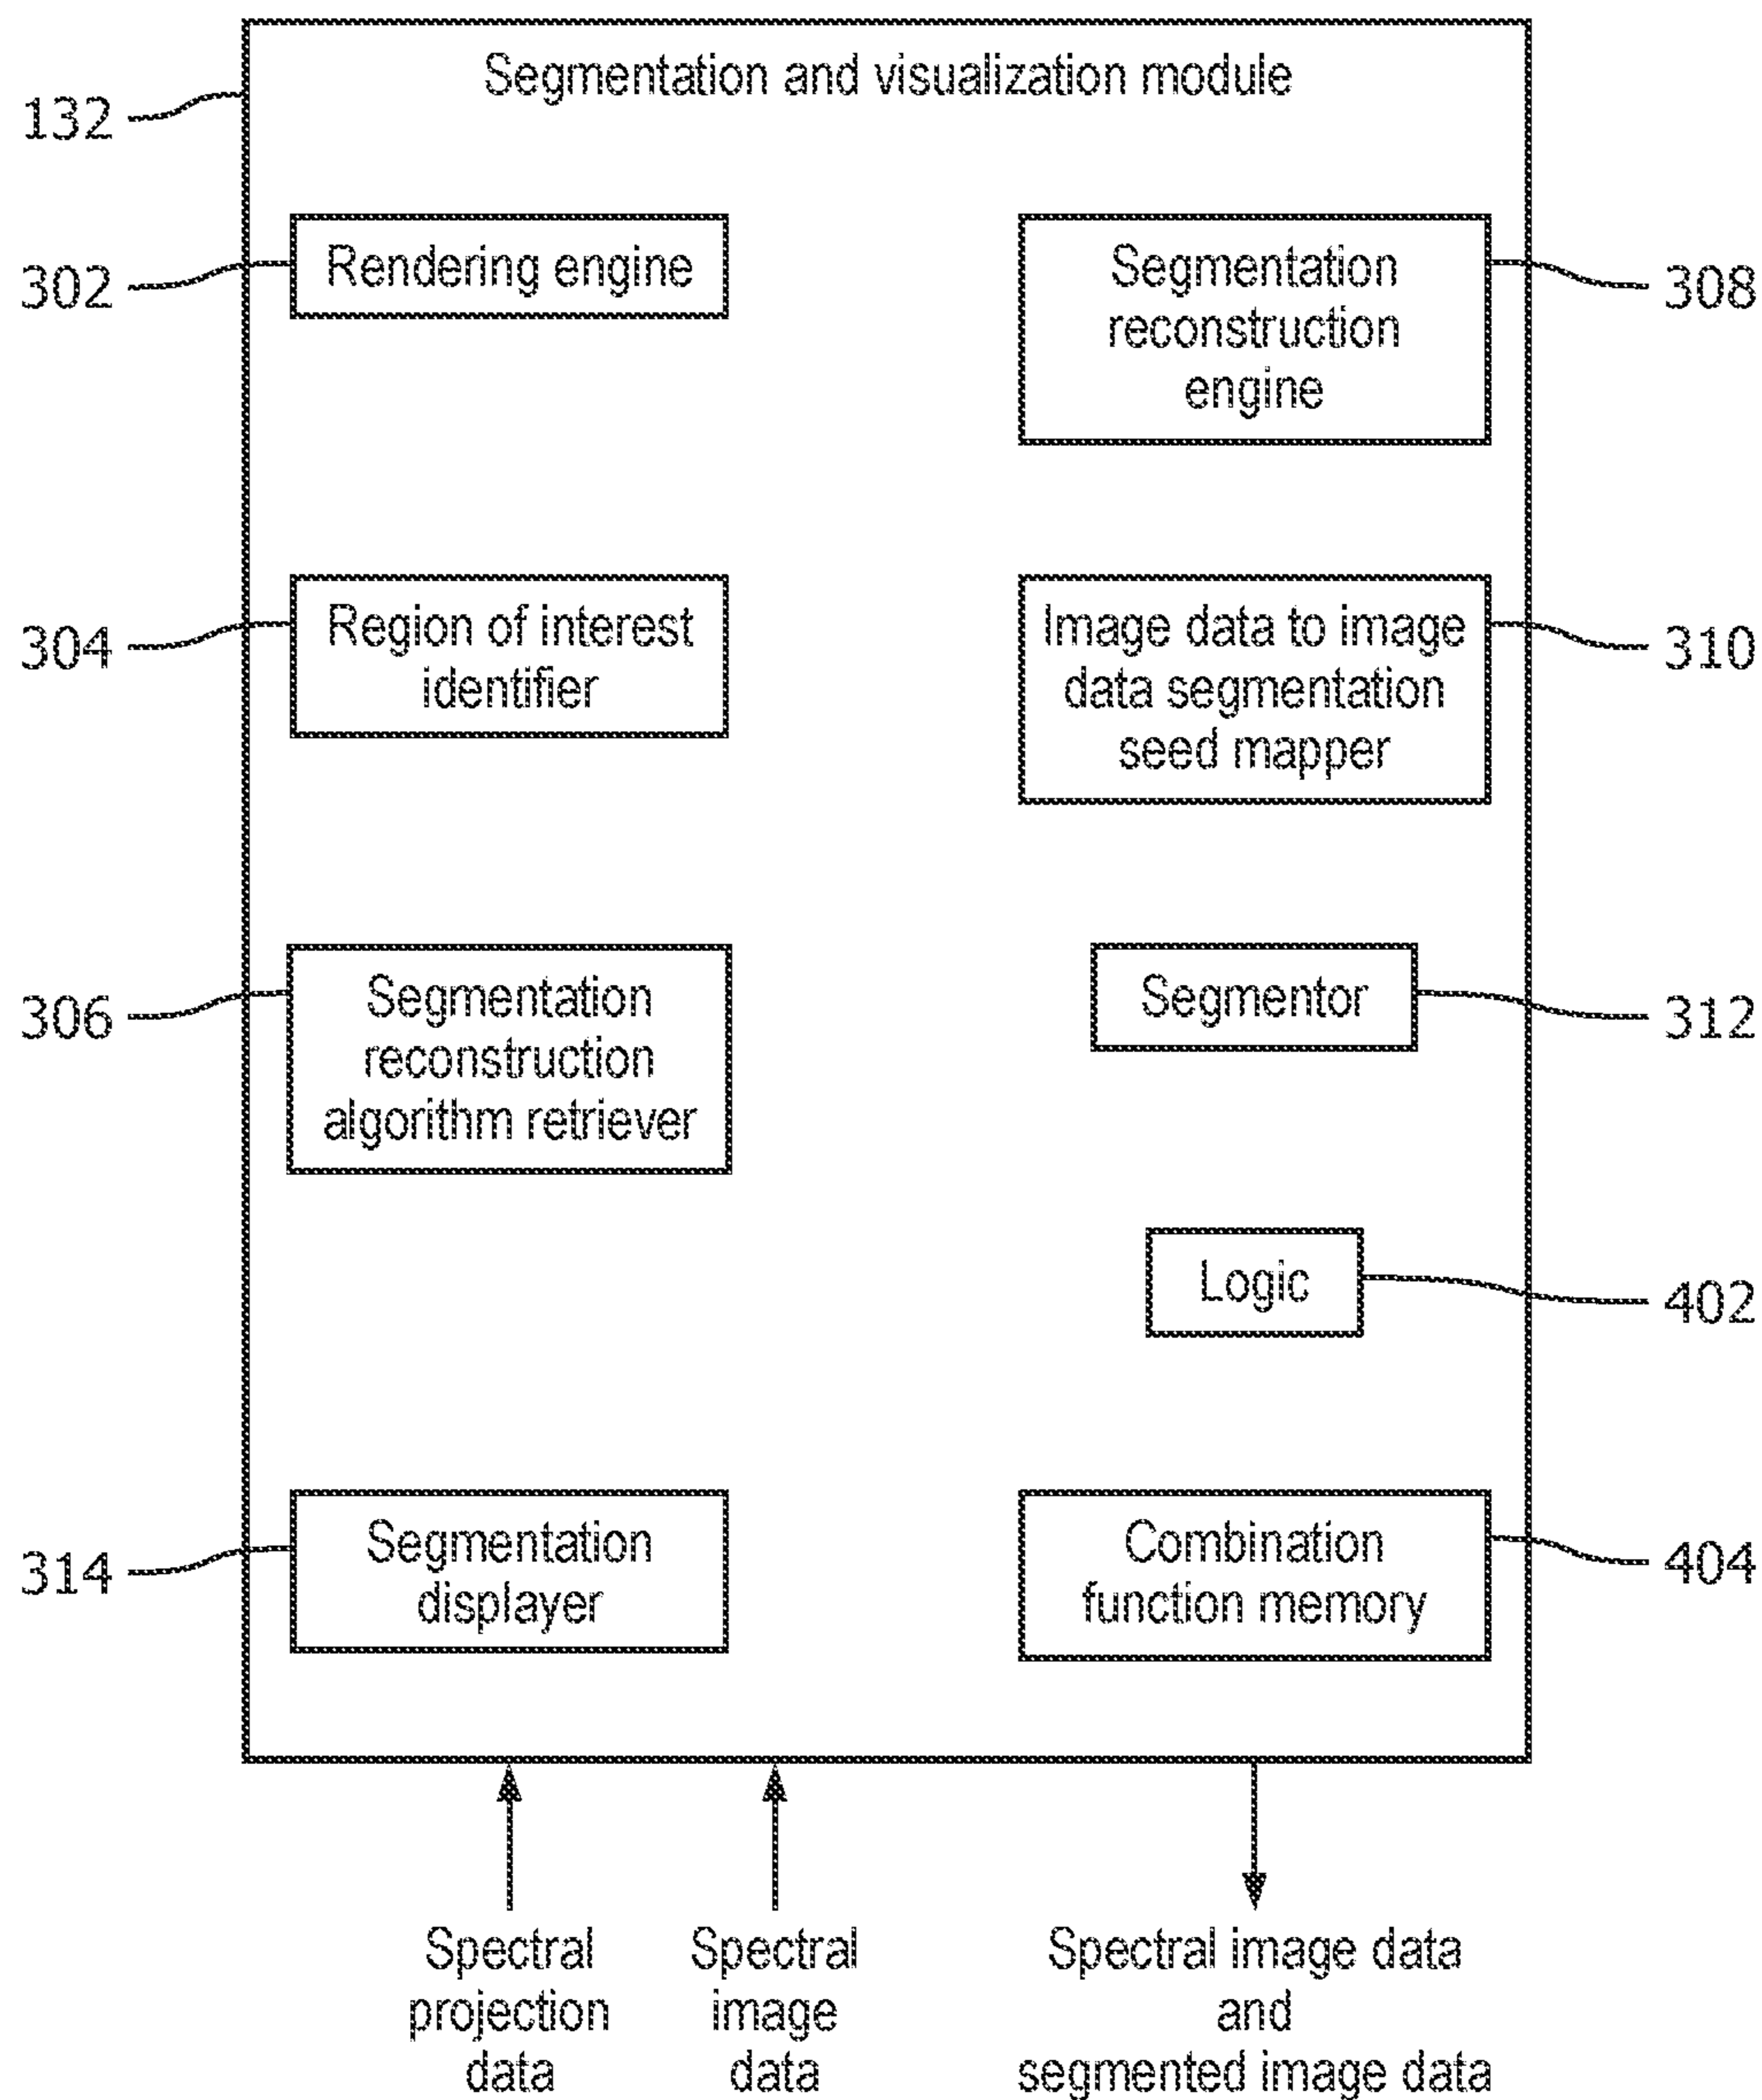 Segmentation and visualization module
132
302
Rendering engine
Segmentation
reconstruction
engine
308
304
Region of interest
identifier
Image data to image
data segmentation
seed mapper
310
306
Segmentation
reconstruction
algorithm retriever
Segmentor
312
Logic
402
314
Segmentation
displayer
Combination
function memory
404
Spectral
projection
data
Spectral
image
data
Spectral image data
and
segmented image data